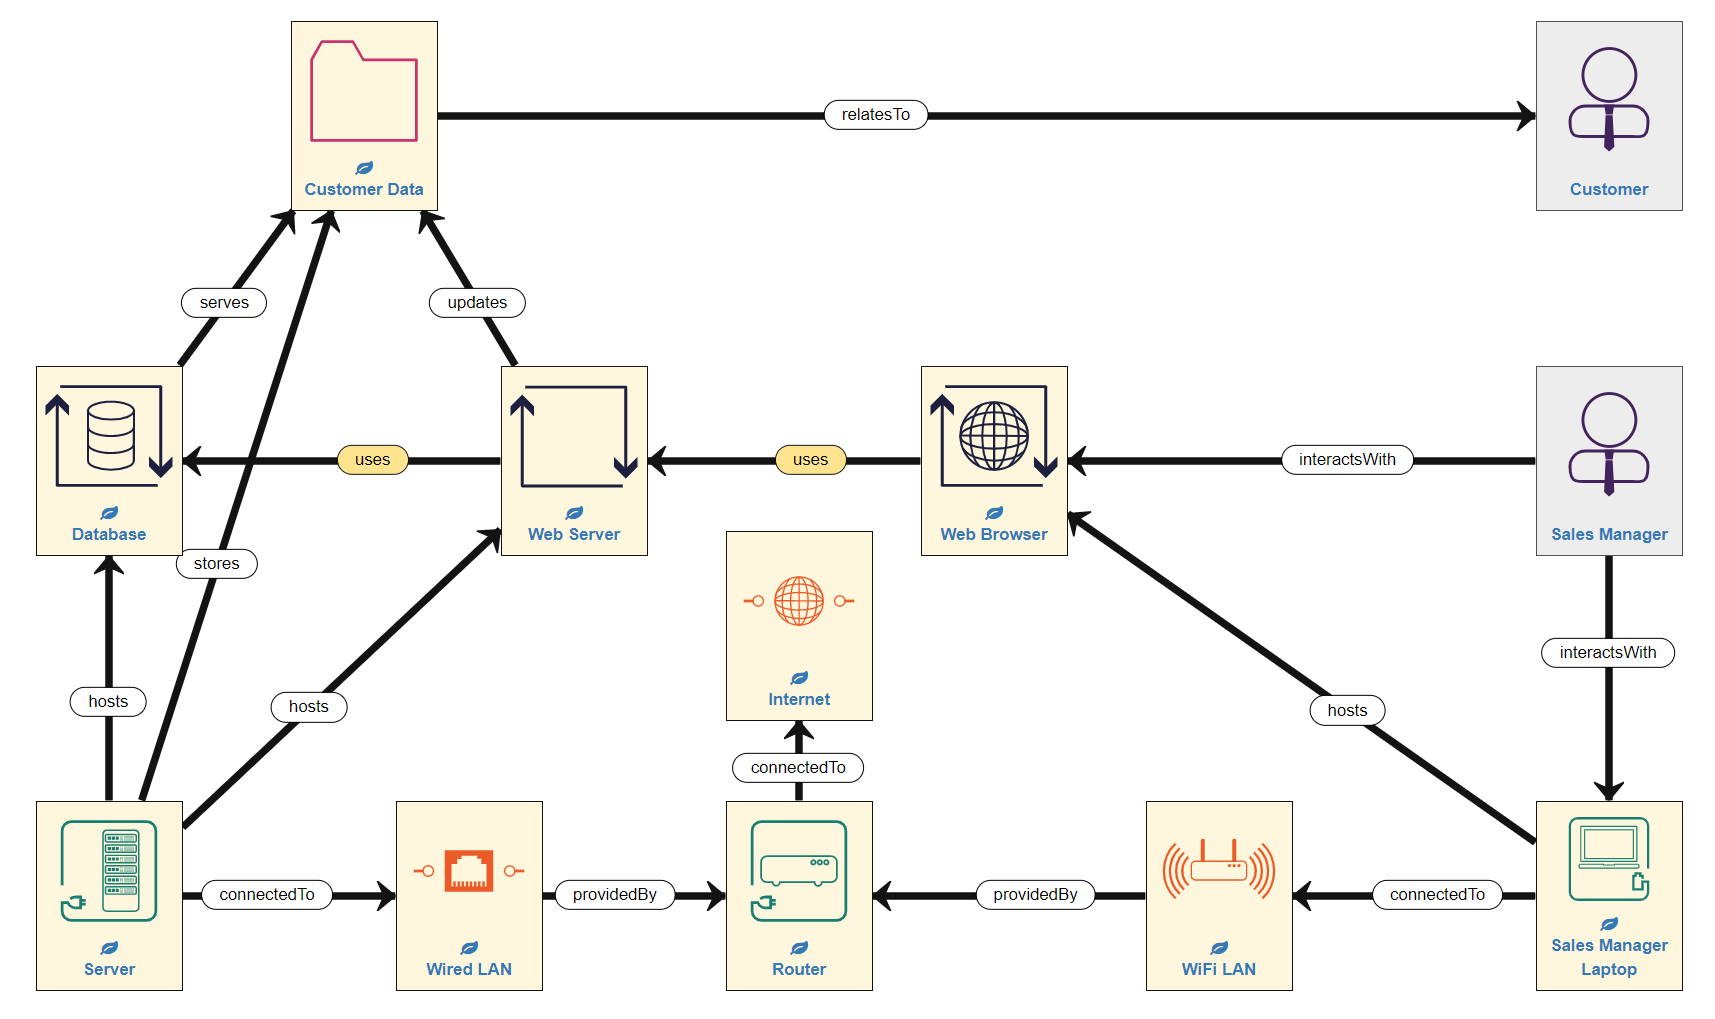 relatesTo
Customer Data
Customer
serves
updates
uses
uses
interactsWith
Database
Web Server
Web Browser
Sales Manager
stores
interactsWith
Internet
hosts
hosts
hosts
connectedTo
connectedTo
providedBy
providedBy
connectedTo
Server
Wired LAN
Router
WiFi LAN
Sales Manager
Laptop